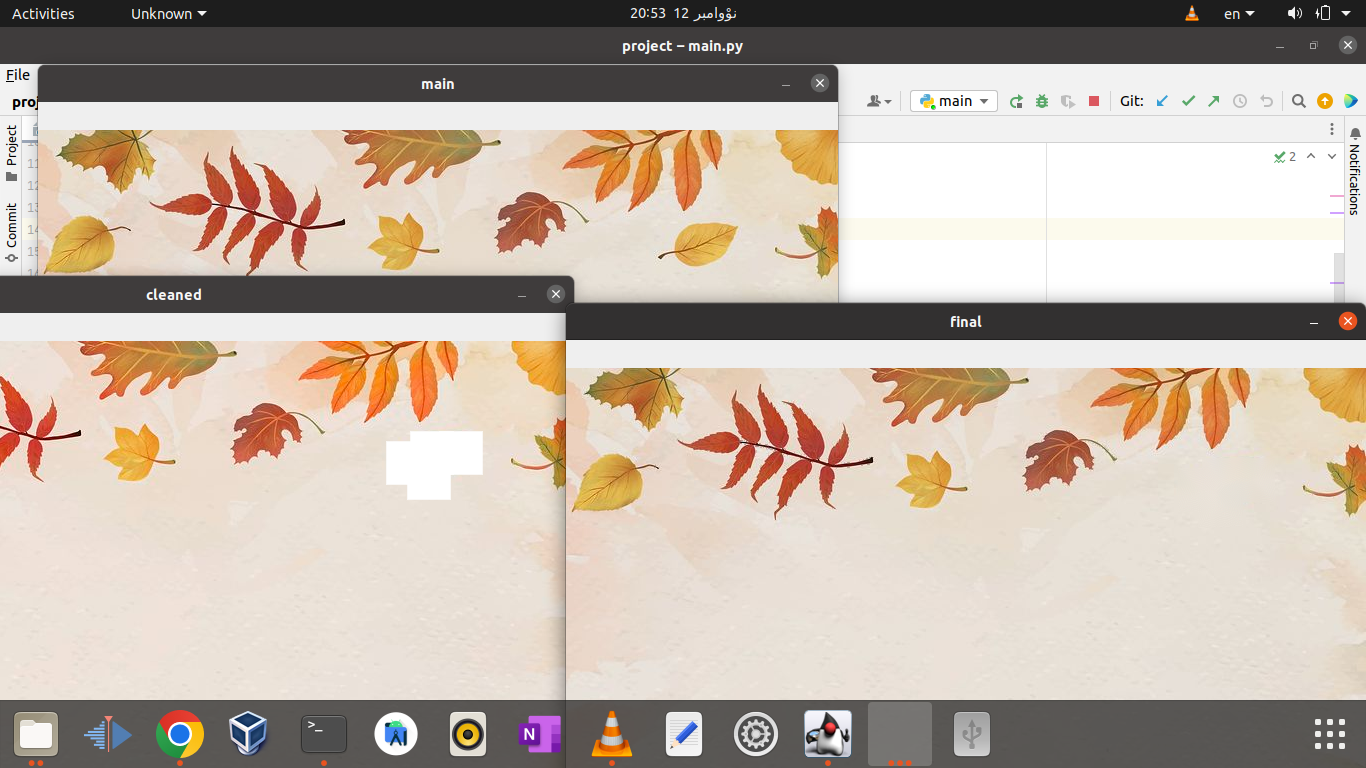 Activities
Unknown
20:53 12 نۆوامبر
en
project – main.py
File
main
proj
main
Git:
2
Project
Commit
Notifications
11
12
13
14
15
cleaned
final
>_
N